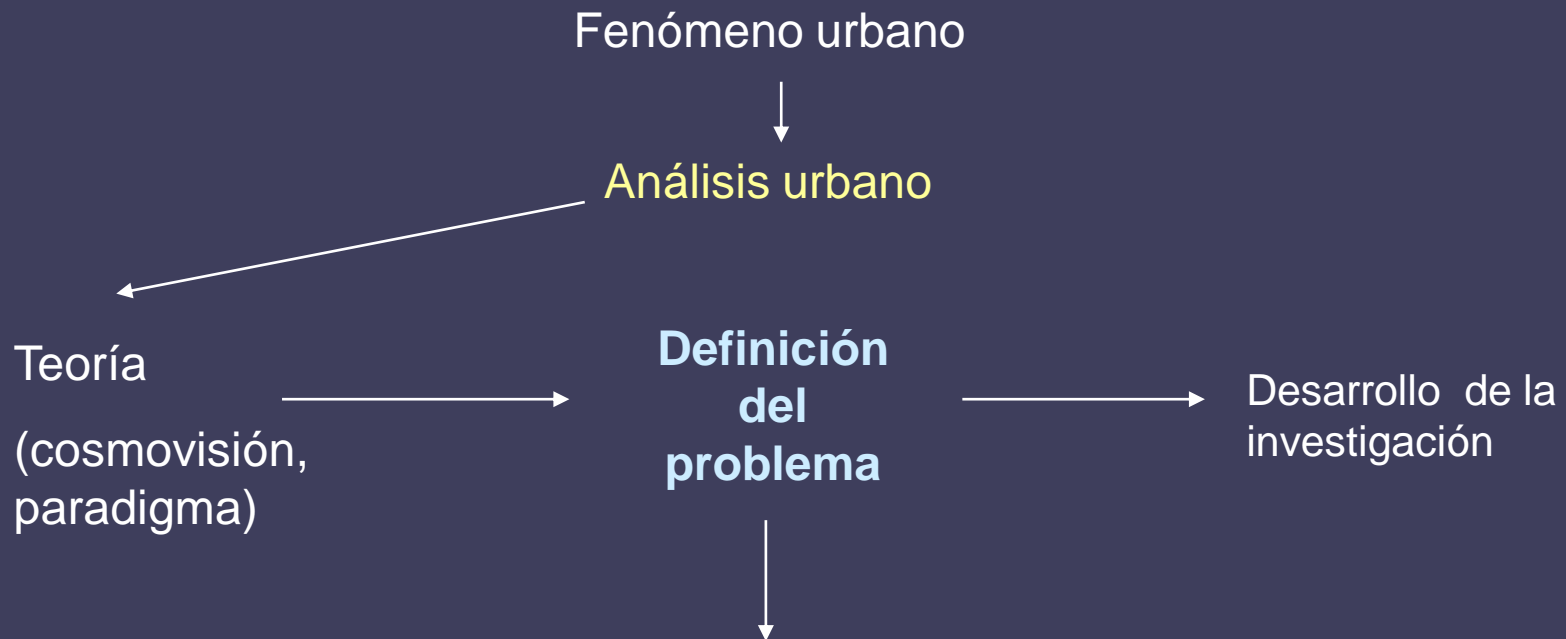 Fenómeno urbano
Análisis urbano
Teoría
(cosmovisión,
paradigma)
Definición
del
problema
Desarrollo de la
investigación